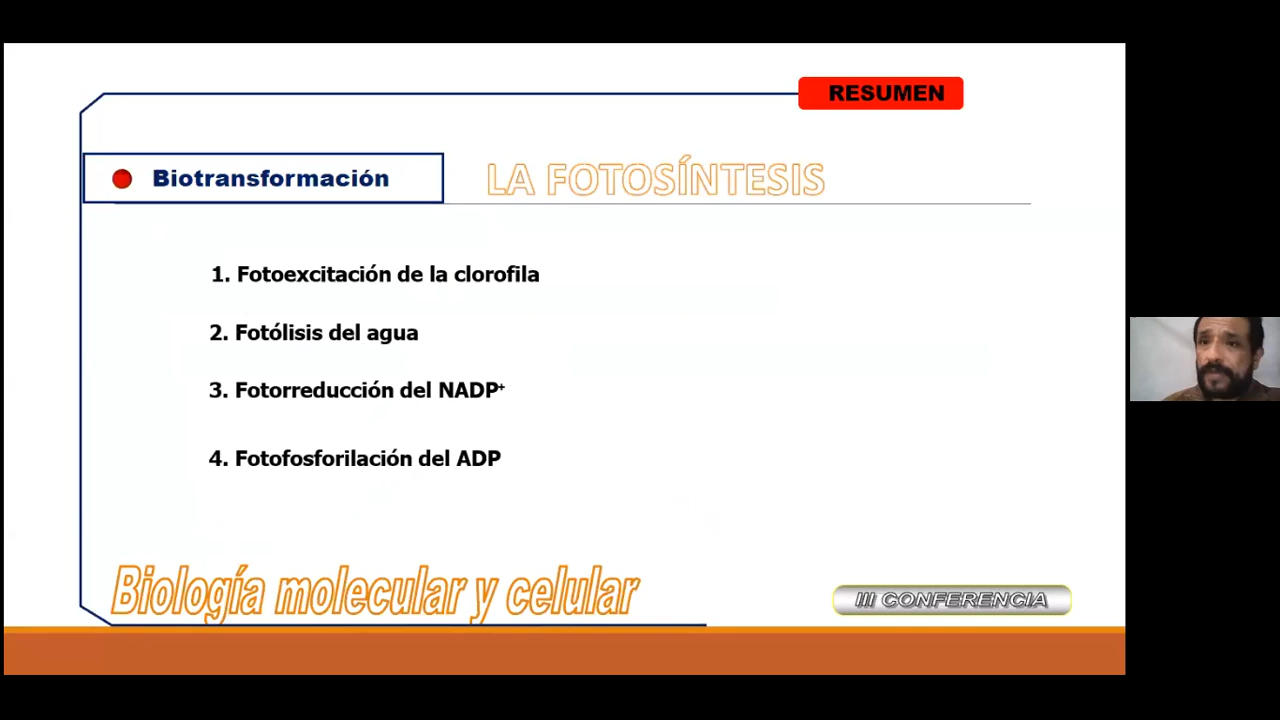 RESUMEN
Biotransformación
LA FOTOSÍNTESIS
1. Fotoexcitación de la clorofila
2. Fotólisis del agua
3. Fotorreducción del NADP⁺
4. Fotofosforilación del ADP
Biología molecular y celular
III CONFERENCIA